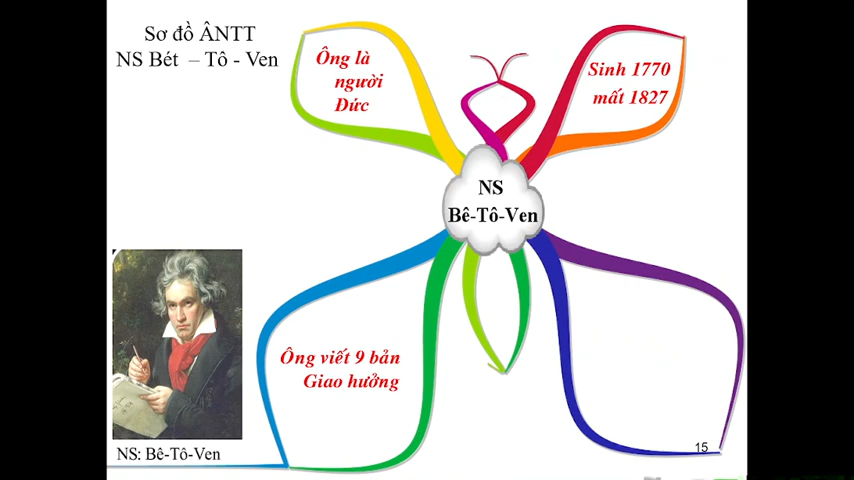 Sơ đồ ÂNTT
NS Bét – Tô - Ven
Ông là
người
Đức
Sinh 1770
mất 1827
NS
Bê-Tô-Ven
Ông viết 9 bản
Giao hưởng
NS: Bê-Tô-Ven
15